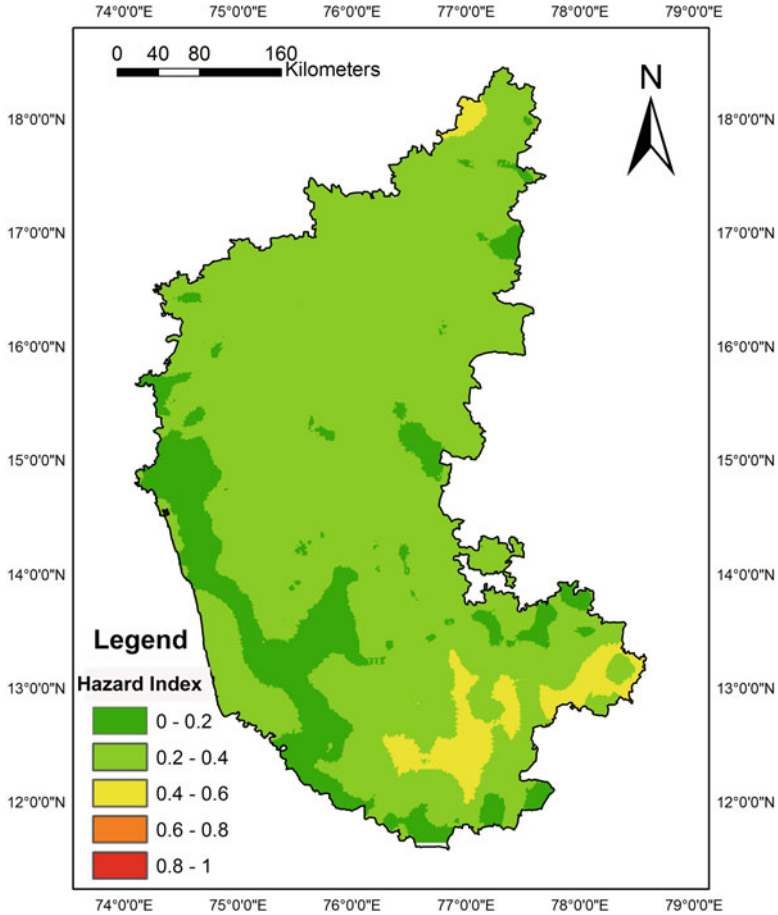 74°0'0"E 75°0'0"E 76°0'0"E 77°0'0"E 78°0'0"E 79°0'0"E
0 40 80 160
Kilometers
N
18°0'0"N 18°0'0"N
17°0'0"N 17°0'0"N
16°0'0"N 16°0'0"N
15°0'0"N 15°0'0"N
14°0'0"N 14°0'0"N
Legend
13°0'0"N 13°0'0"N
Hazard Index
0 - 0.2
0.2 - 0.4
0.4 - 0.6
12°0'0"N 12°0'0"N
0.6 - 0.8
0.8 - 1
74°0'0"E 75°0'0"E 76°0'0"E 77°0'0"E 78°0'0"E 79°0'0"E